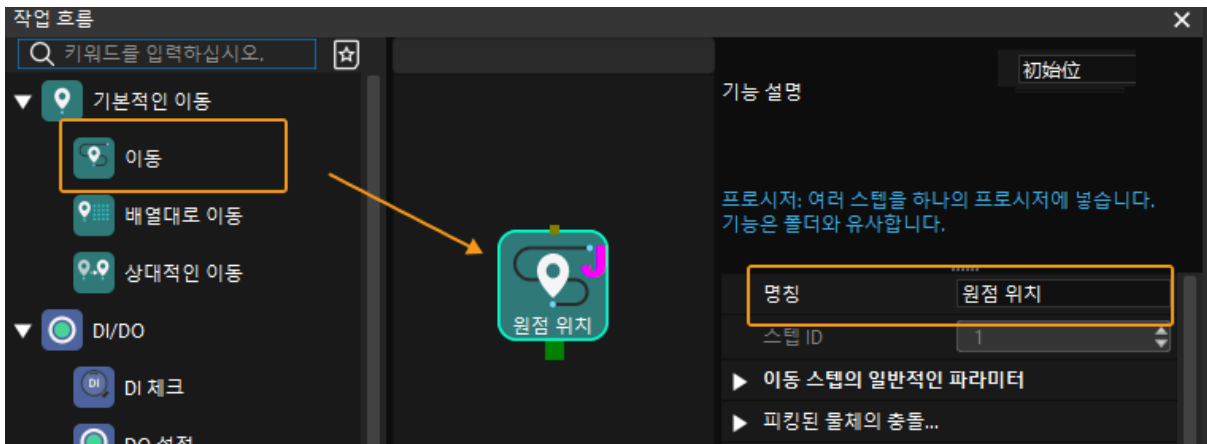 작업 흐름
키워드를 입력하십시오.
기본적인 이동
이동
배열대로 이동
상대적인 이동
DI/DO
DI
DI 체크
DO 설정
J
원점 위치
初始位
기능 설명
프로시저: 여러 스텝을 하나의 프로시저에 넣습니다.
기능은 폴더와 유사합니다.
명칭 원점 위치
스텝 ID 1
이동 스텝의 일반적인 파라미터
피킹된 물체의 충돌...